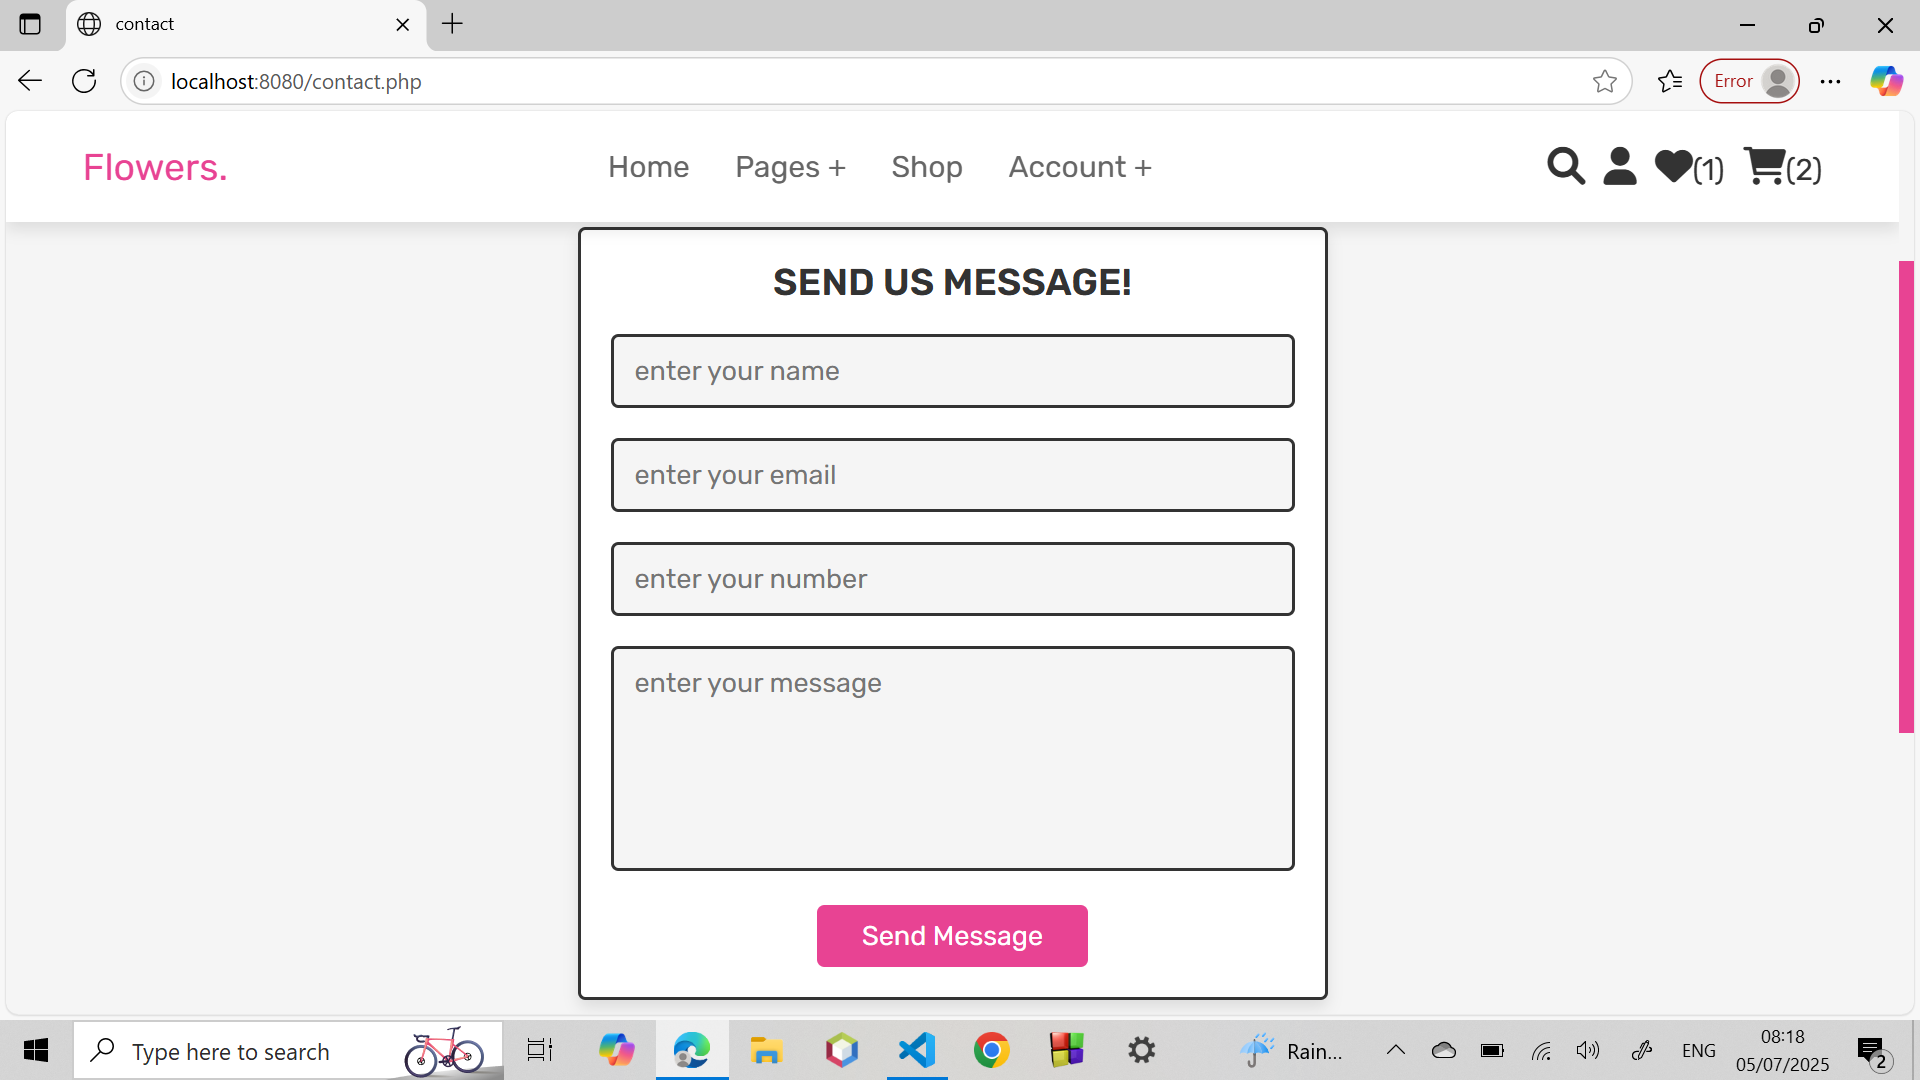 contact
localhost:8080/contact.php
Error
Flowers.
Home Pages + Shop Account + (1) (2)
SEND US MESSAGE!
enter your name
enter your email
enter your number
enter your message
Send Message
Type here to search
Rain...
ENG
08:18
05/07/2025
2